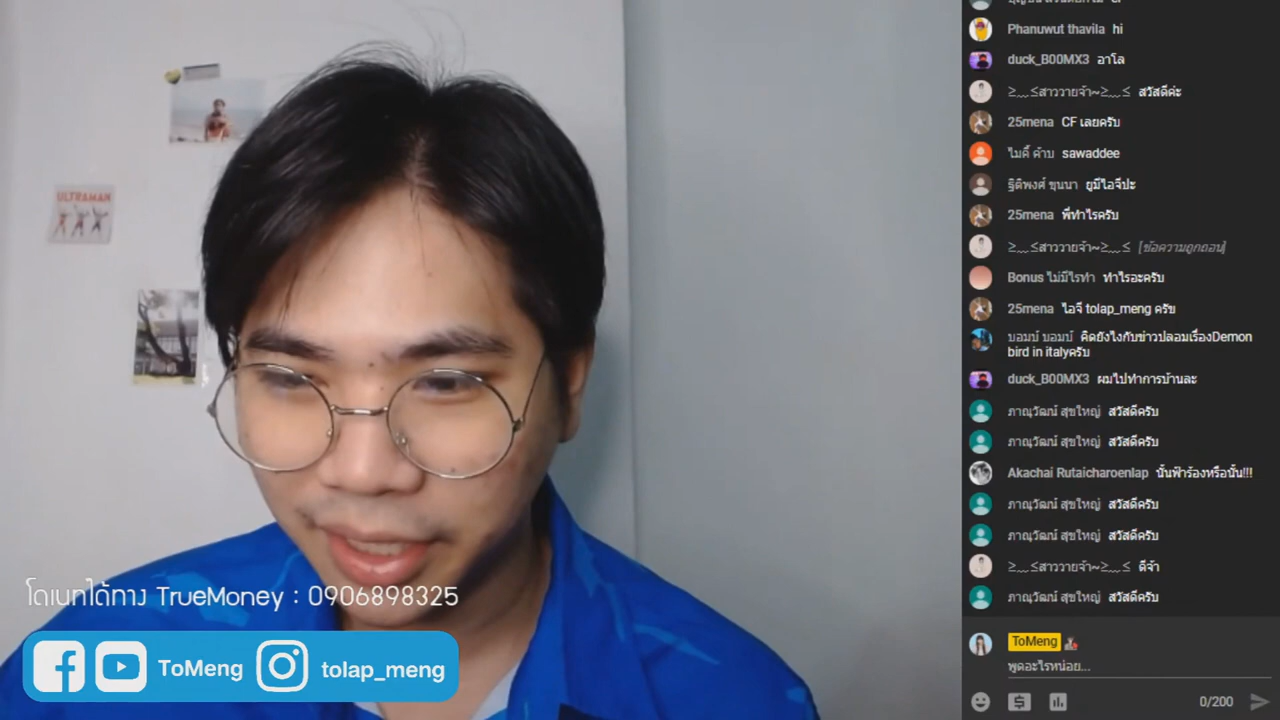 ULTRAMAN
โดเนทได้ทาง TrueMoney : 0906898325
ToMeng tolap_meng
Phanuwut thavila hi
duck_B00MX3 อาโล
≥﹏≤สาววายจ้า~≥﹏≤ สวัสดีค่ะ
25mena CF เลยครับ
ไมคี้ ค้าบ sawaddee
ฐิติพงศ์ ขุนนา ยูมีไอจีปะ
25mena พี่ทำไรครับ
≥﹏≤สาววายจ้า~≥﹏≤ [ข้อความถูกถอน]
Bonus ไม่มีไรทำ ทำไรอะครับ
25mena ไอจี tolap_meng ครับ
บอมบ์ บอมบ์ คิดยังไงกับข่าวปลอมเรื่องDemon
bird in italyครับ
duck_B00MX3 ผมไปทำการบ้านละ
ภาณุวัฒน์ สุขใหญ่ สวัสดีครับ
ภาณุวัฒน์ สุขใหญ่ สวัสดีครับ
Akachai Rutaicharoenlap นั้นฟ้าร้องหรือนั้น!!!
ภาณุวัฒน์ สุขใหญ่ สวัสดีครับ
ภาณุวัฒน์ สุขใหญ่ สวัสดีครับ
≥﹏≤สาววายจ้า~≥﹏≤ ดีจ้า
ภาณุวัฒน์ สุขใหญ่ สวัสดีครับ
ToMeng
พูดอะไรหน่อย...
0/200